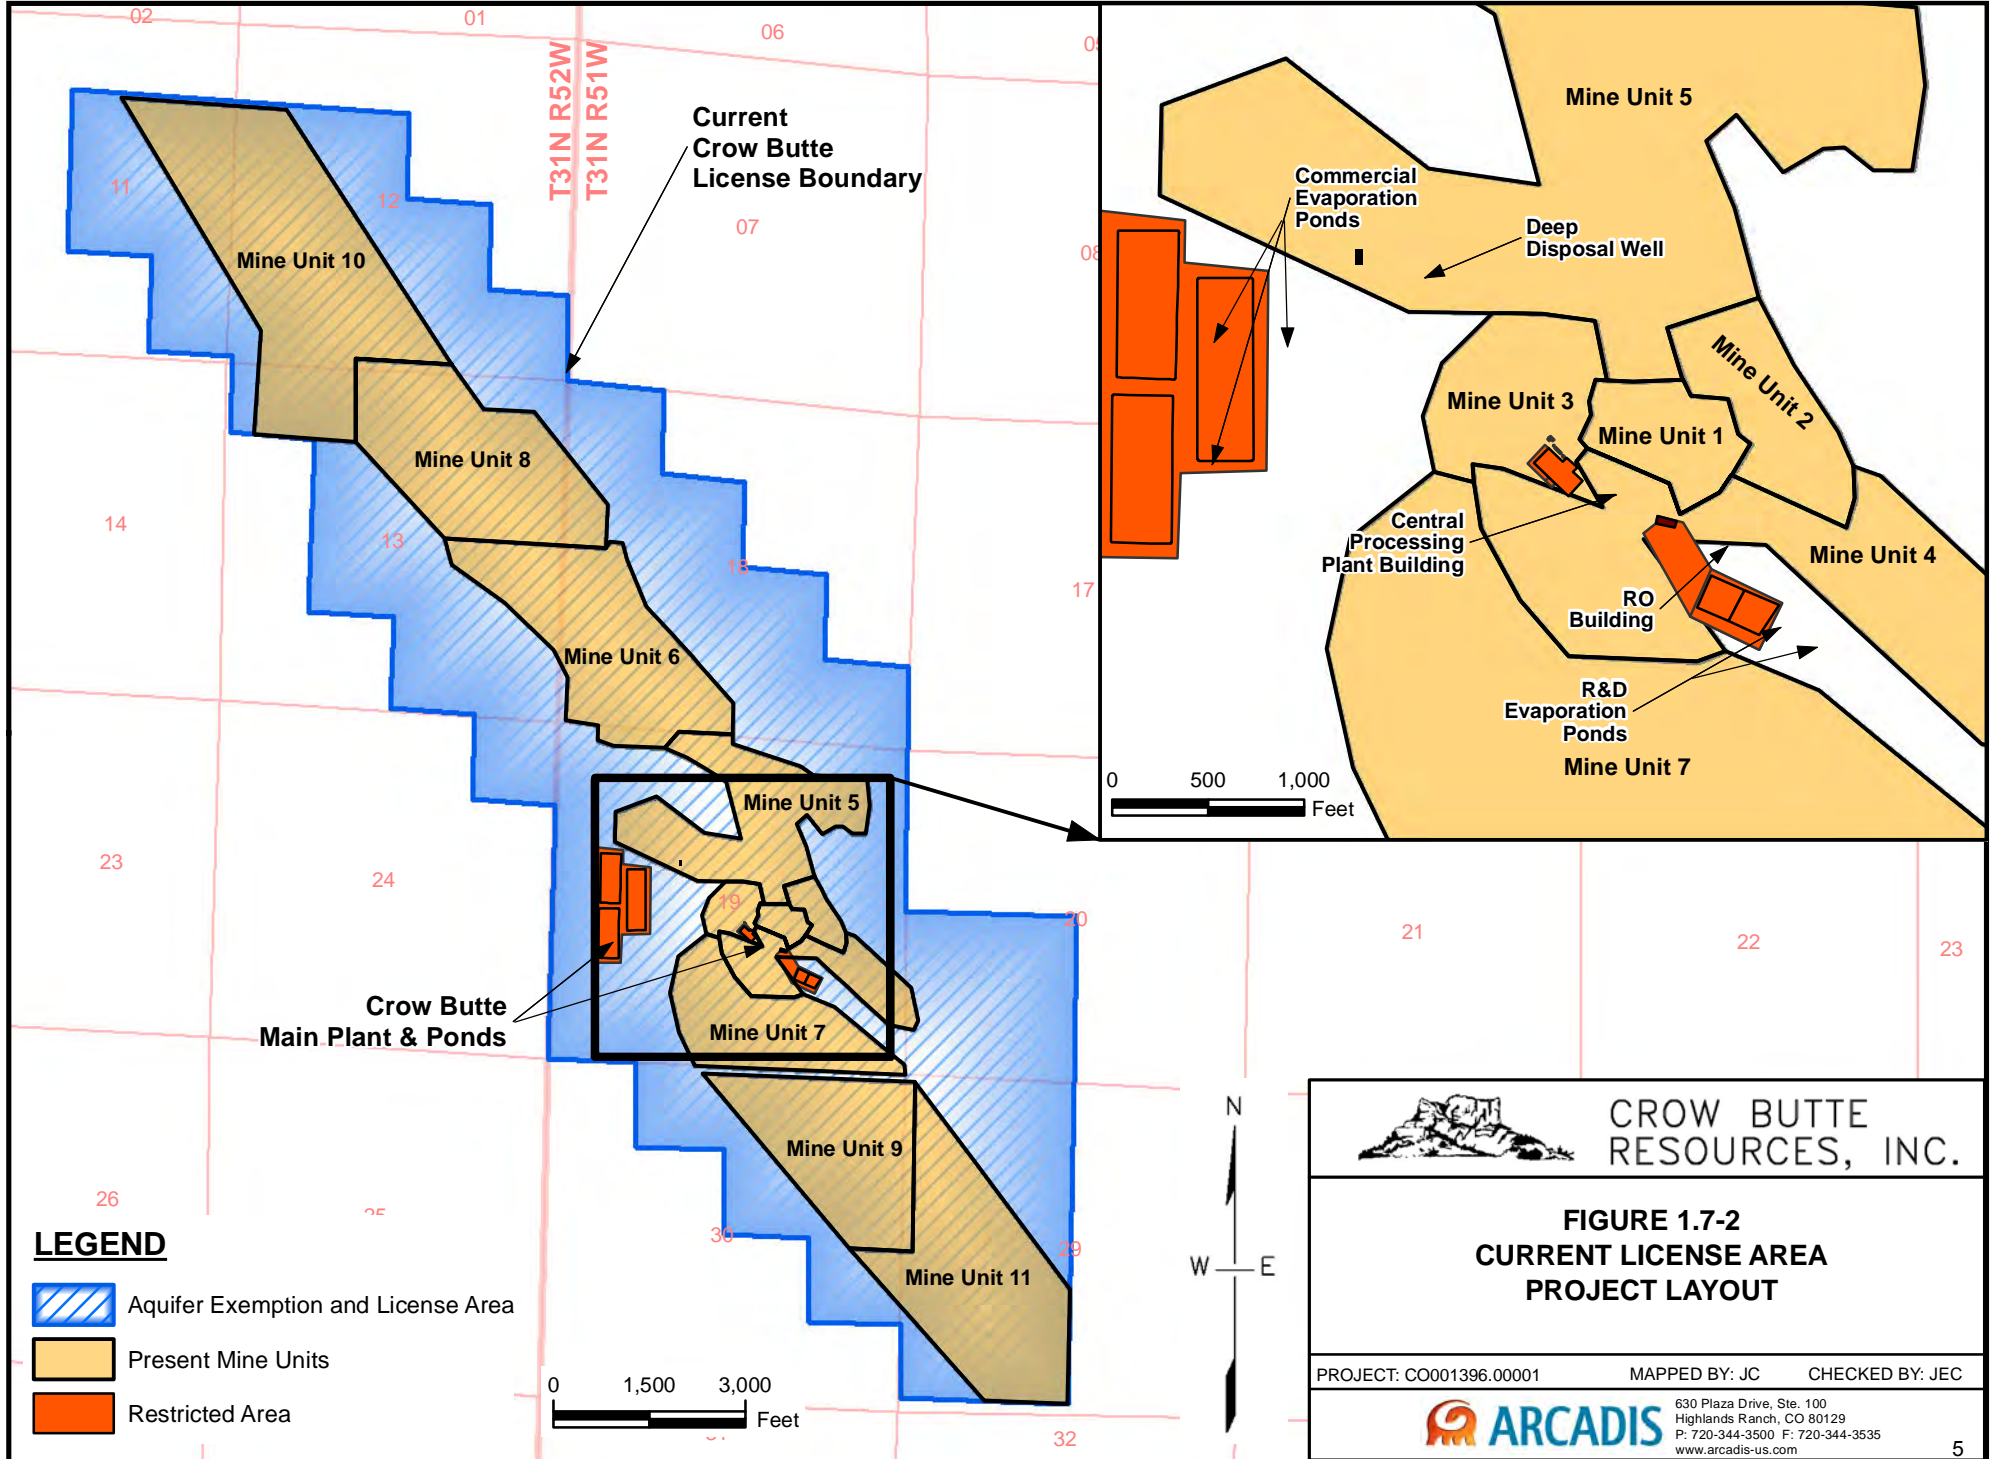 02
01
06
05
T31N R52W
T31N R51W
Current
Crow Butte
License Boundary
11
12
07
08
Mine Unit 10
Mine Unit 8
14
13
18
17
Mine Unit 6
Mine Unit 5
23
24
19
20
21
22
23
Crow Butte
Main Plant & Ponds
Mine Unit 7
Mine Unit 9
26
25
30
29
Mine Unit 11
32
Mine Unit 5
Commercial
Evaporation
Ponds
Deep
Disposal Well
Mine Unit 2
Mine Unit 3
Mine Unit 1
Central
Processing
Plant Building
Mine Unit 4
RO
Building
R&D
Evaporation
Ponds
Mine Unit 7
0 500 1,000
Feet
LEGEND
Aquifer Exemption and License Area
Present Mine Units
Restricted Area
0 1,500 3,000
Feet
N
W E
CROW BUTTE
RESOURCES, INC.
FIGURE 1.7-2
CURRENT LICENSE AREA
PROJECT LAYOUT
PROJECT: CO001396.00001 MAPPED BY: JC CHECKED BY: JEC
ARCADIS
630 Plaza Drive, Ste. 100
Highlands Ranch, CO 80129
P: 720-344-3500 F: 720-344-3535
www.arcadis-us.com
5